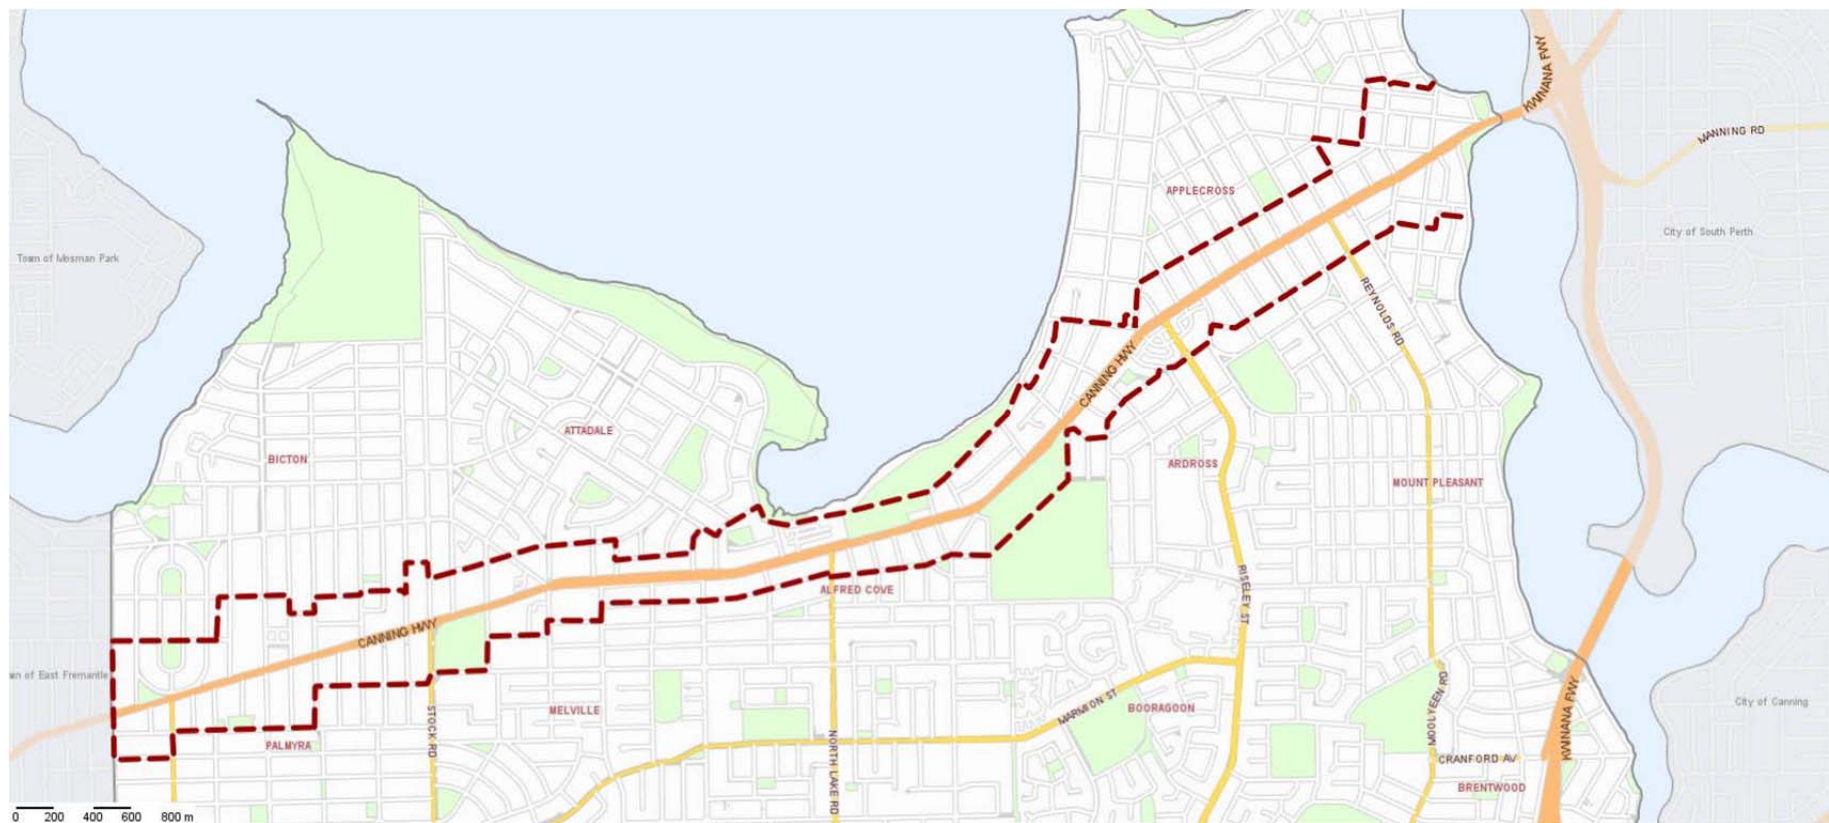 KWINANA FWY
KWINANA FWY
MANNING RD
APPLECROSS
City of South Perth
Town of Mosman Park
REYNOLDS RD
CANNING HWY
ATTADALE
BICTON
ARDROSS
MOUNT PLEASANT
RISELEY ST
ALFRED COVE
CANNING HWY
wn of East Fremantle
MARMION ST
BOORAGOON
MOOLYEEN RD
KWINANA FWY
City of Canning
MELVILLE
STOCK RD
PALMYRA
NORTH LAKE RD
CRANFORD AV
BRENTWOOD
0 200 400 600 800 m